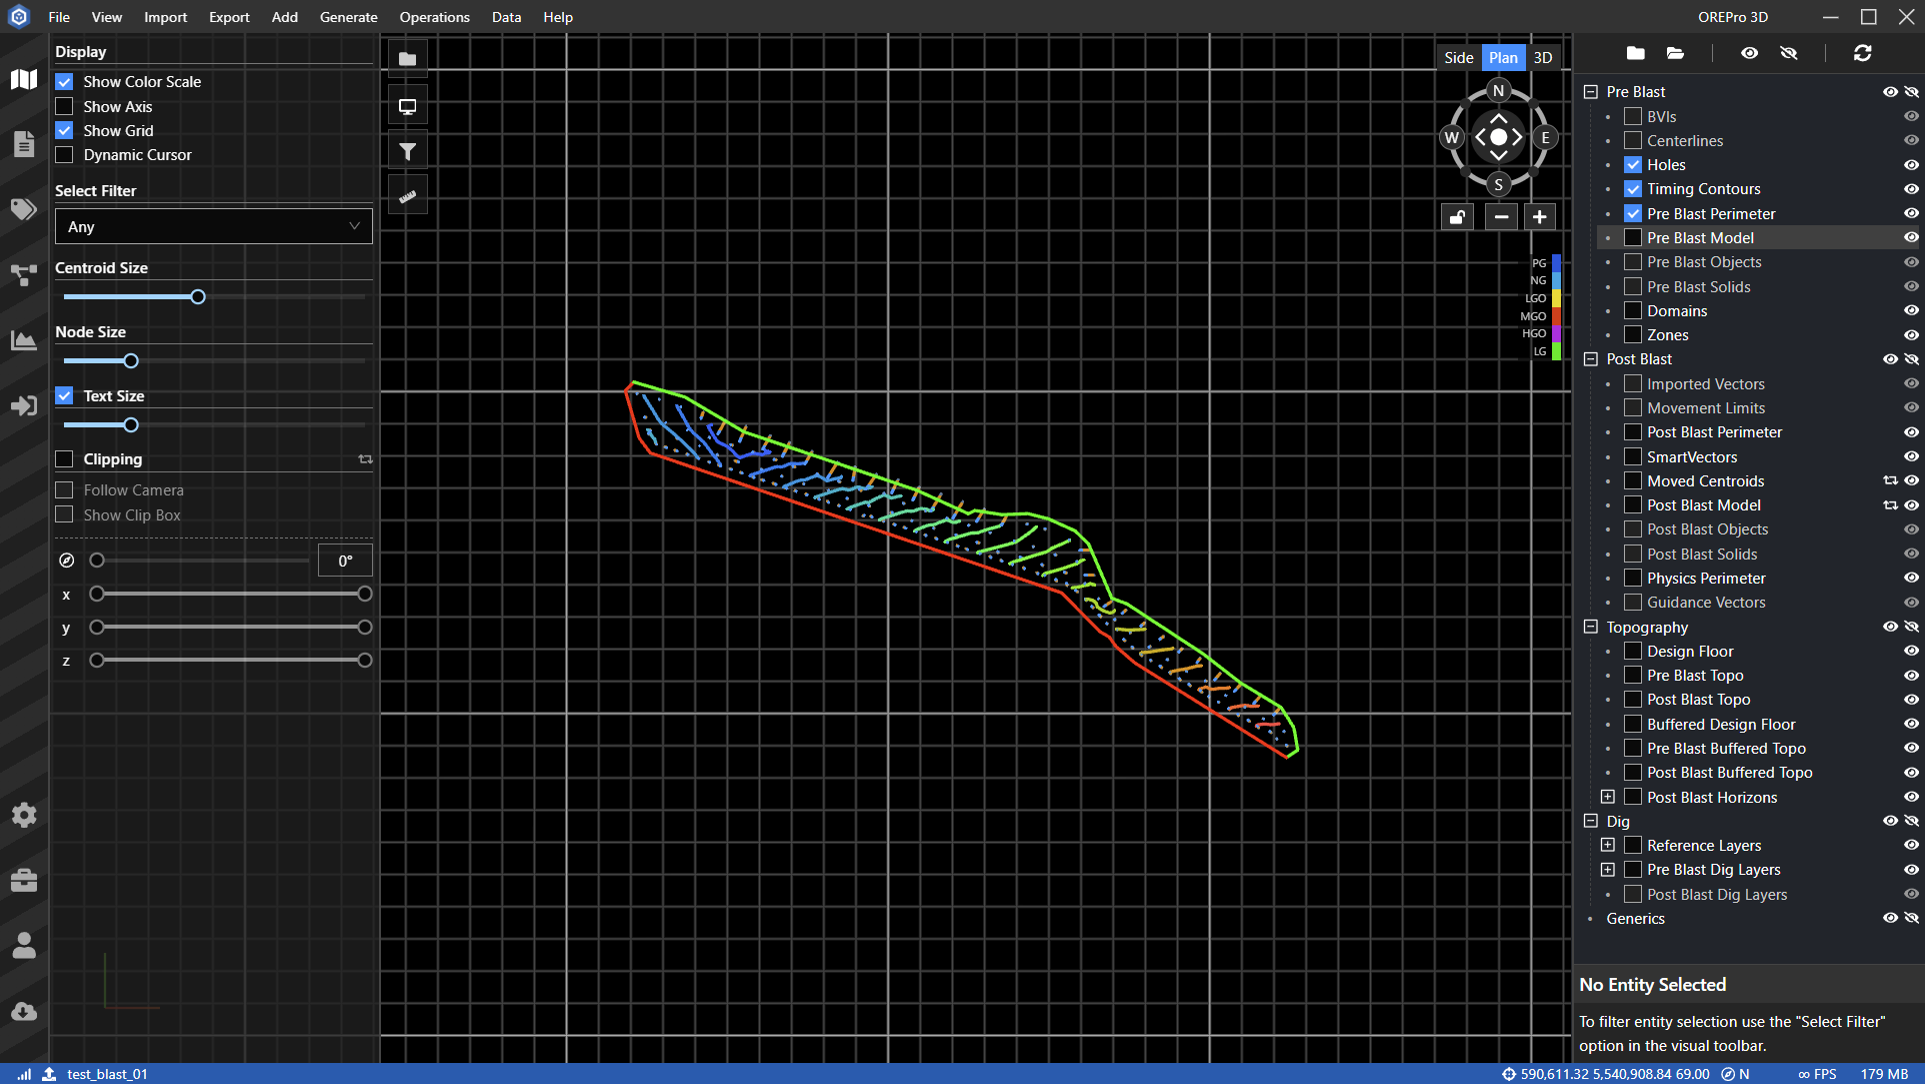 File View Import Export Add Generate Operations Data Help
OREPro 3D
Display
Show Color Scale
Show Axis
Show Grid
Dynamic Cursor
Select Filter
Any
Centroid Size
Node Size
Text Size
Clipping
Follow Camera
Show Clip Box
0°
x
y
z
Side Plan 3D
N
W E
S
PG
NG
LGO
MGO
HGO
LG
Pre Blast
BVIs
Centerlines
Holes
Timing Contours
Pre Blast Perimeter
Pre Blast Model
Pre Blast Objects
Pre Blast Solids
Domains
Zones
Post Blast
Imported Vectors
Movement Limits
Post Blast Perimeter
SmartVectors
Moved Centroids
Post Blast Model
Post Blast Objects
Post Blast Solids
Physics Perimeter
Guidance Vectors
Topography
Design Floor
Pre Blast Topo
Post Blast Topo
Buffered Design Floor
Pre Blast Buffered Topo
Post Blast Buffered Topo
Post Blast Horizons
Dig
Reference Layers
Pre Blast Dig Layers
Post Blast Dig Layers
Generics
No Entity Selected
To filter entity selection use the "Select Filter"
option in the visual toolbar.
test_blast_01
590,611.32 5,540,908.84 69.00 N ∞ FPS 179 MB